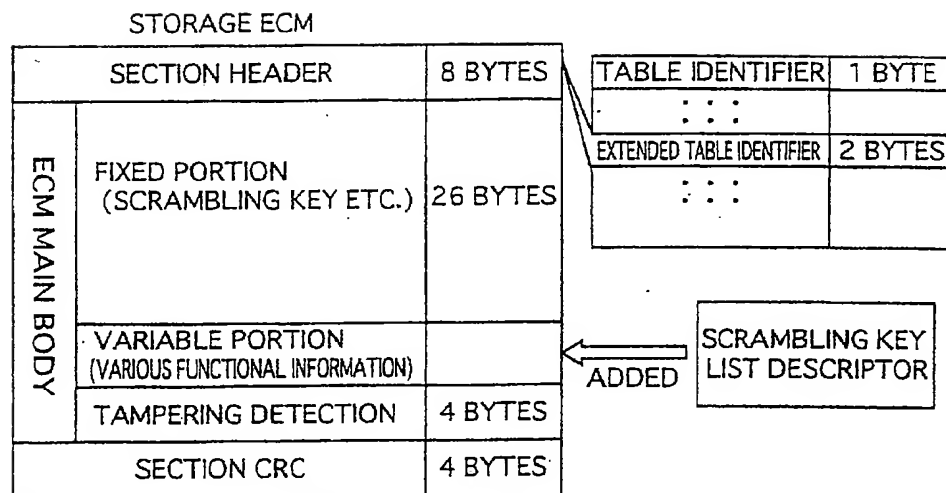 STORAGE ECM
SECTION HEADER 8 BYTES
TABLE IDENTIFIER 1 BYTE
EXTENDED TABLE IDENTIFIER 2 BYTES
ECM MAIN BODY
FIXED PORTION
(SCRAMBLING KEY ETC.) 26 BYTES
VARIABLE PORTION
(VARIOUS FUNCTIONAL INFORMATION)
ADDED
SCRAMBLING KEY
LIST DESCRIPTOR
TAMPERING DETECTION 4 BYTES
SECTION CRC 4 BYTES